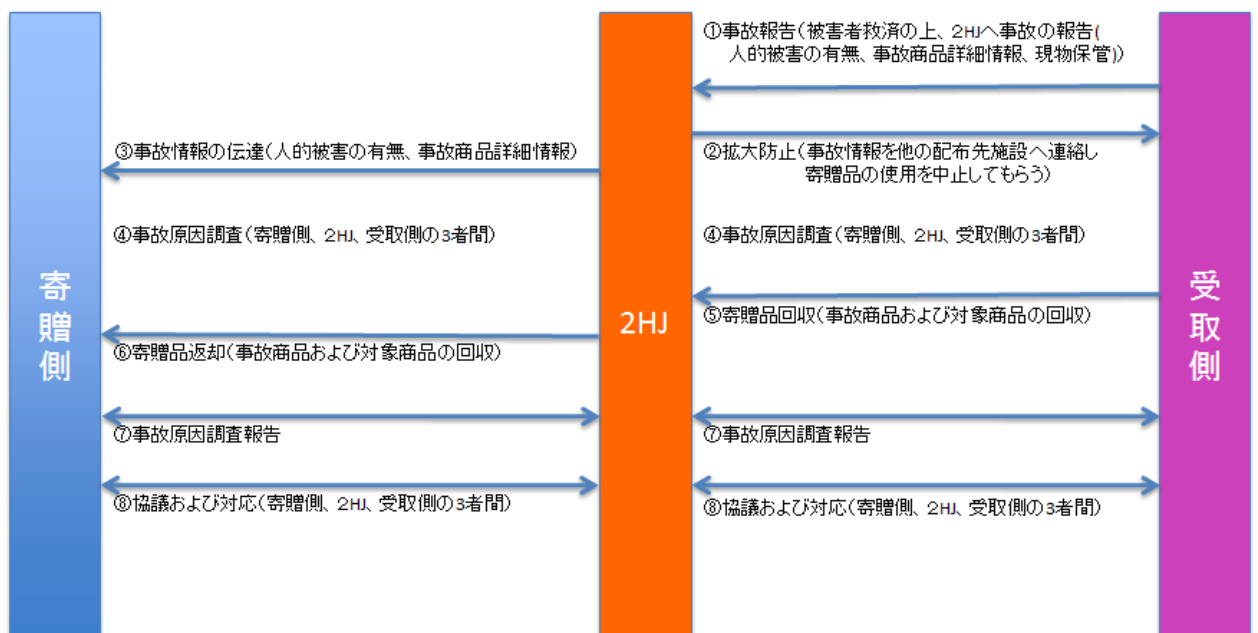 ①事故報告(被害者救済の上、2HJへ事故の報告(
人的被害の有無、事故商品詳細情報、現物保管))
②拡大防止(事故情報を他の配布先施設へ連絡し
寄贈品の使用を中止してもらう)
③事故情報の伝達(人的被害の有無、事故商品詳細情報)
④事故原因調査(寄贈側、2HJ、受取側の3者間)
④事故原因調査(寄贈側、2HJ、受取側の3者間)
寄贈側
2HJ
受取側
⑤寄贈品回収(事故商品および対象商品の回収)
⑥寄贈品返却(事故商品および対象商品の回収)
⑦事故原因調査報告
⑦事故原因調査報告
⑧協議および対応(寄贈側、2HJ、受取側の3者間)
⑧協議および対応(寄贈側、2HJ、受取側の3者間)